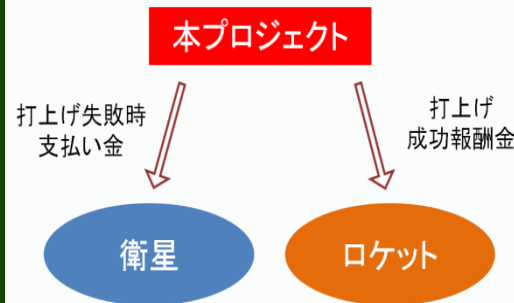 本プロジェクト
打上げ失敗時
支払い金
打上げ
成功報酬金
衛星
ロケット